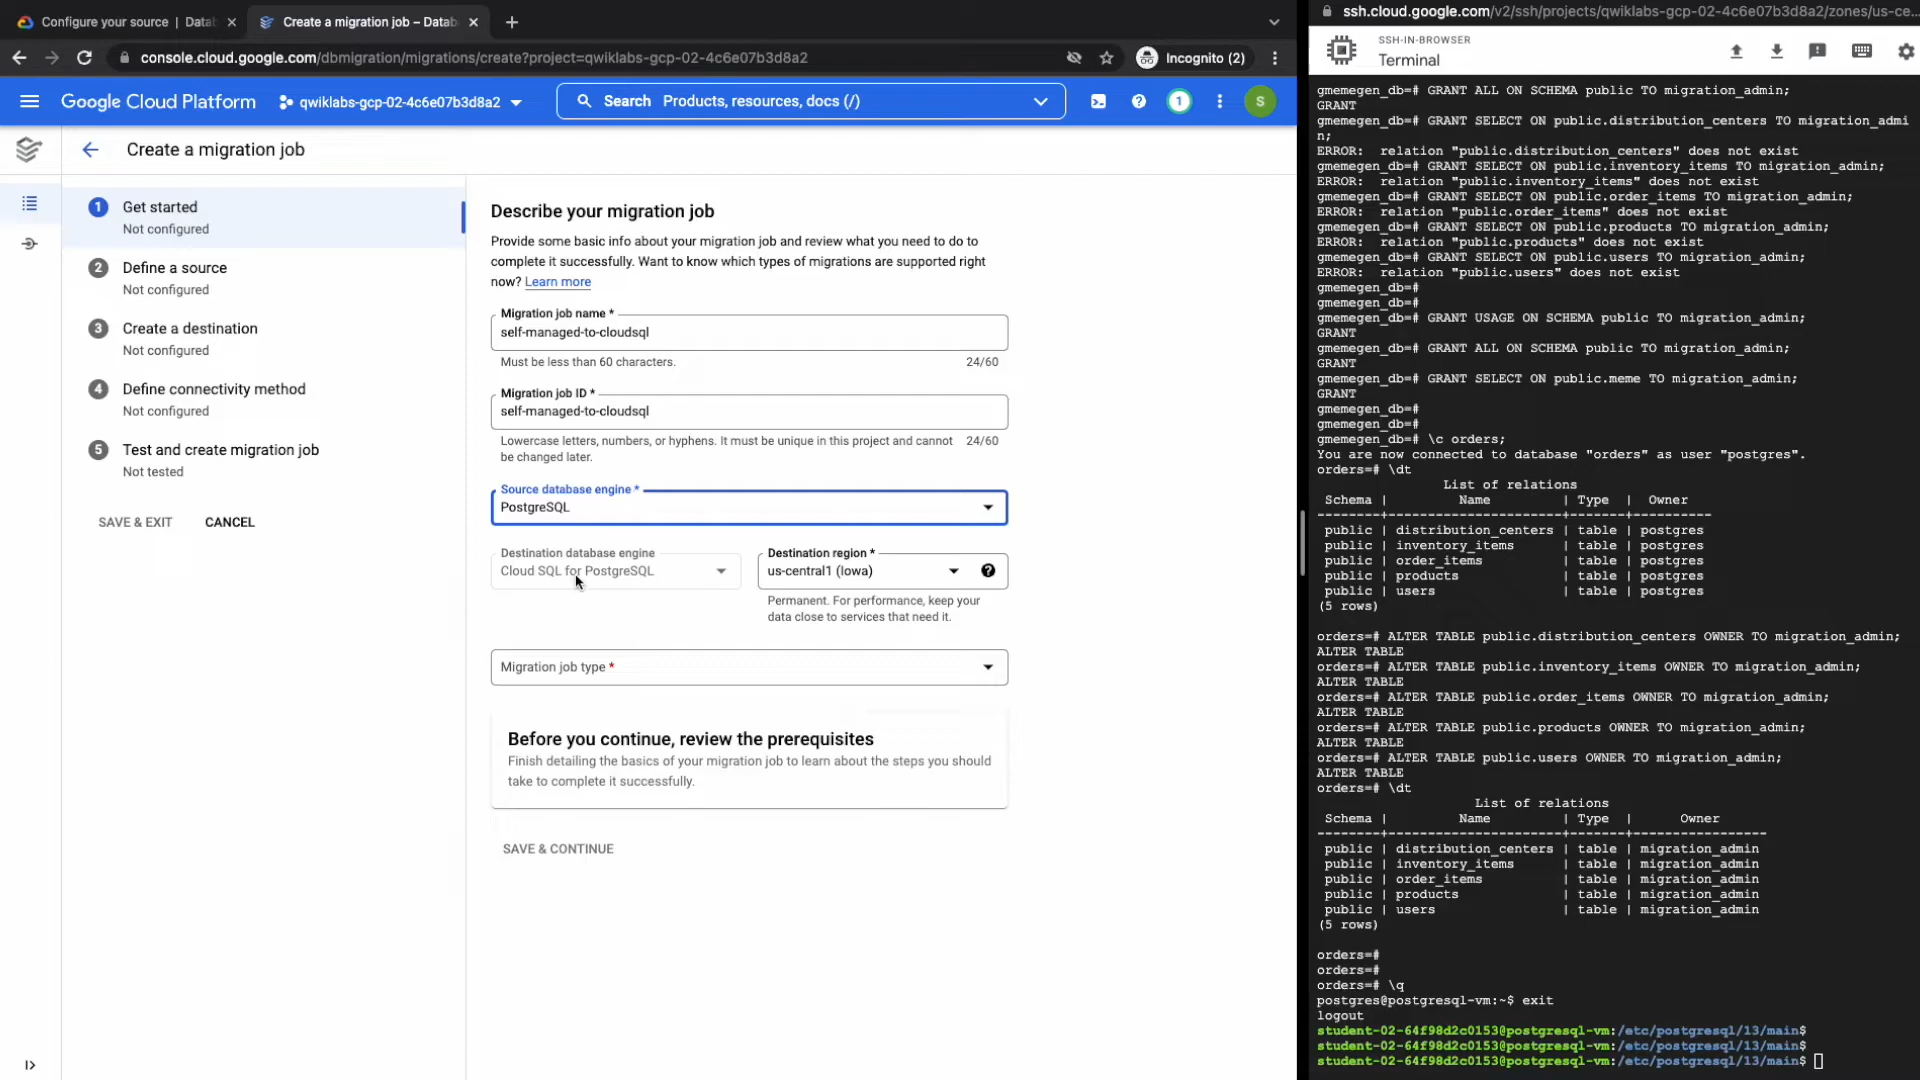 Configure your source | Datab
Create a migration job – Datab
console.cloud.google.com/dbmigration/migrations/create?project=qwiklabs-gcp-02-4c6e07b3d8a2
Incognito (2)
Google Cloud Platform
qwiklabs-gcp-02-4c6e07b3d8a2
Search Products, resources, docs (/)
1
S
Create a migration job
1 Get started
Not configured
2 Define a source
Not configured
3 Create a destination
Not configured
4 Define connectivity method
Not configured
5 Test and create migration job
Not tested
SAVE & EXIT CANCEL
Describe your migration job
Provide some basic info about your migration job and review what you need to do to
complete it successfully. Want to know which types of migrations are supported right
now? Learn more
Migration job name *
self-managed-to-cloudsql
Must be less than 60 characters. 24/60
Migration job ID *
self-managed-to-cloudsql
Lowercase letters, numbers, or hyphens. It must be unique in this project and cannot 24/60
be changed later.
Source database engine *
PostgreSQL
Destination database engine
Cloud SQL for PostgreSQL
Destination region *
us-central1 (Iowa)
Permanent. For performance, keep your
data close to services that need it.
Migration job type *
Before you continue, review the prerequisites
Finish detailing the basics of your migration job to learn about the steps you should
take to complete it successfully.
SAVE & CONTINUE
ssh.cloud.google.com/v2/ssh/projects/qwiklabs-gcp-02-4c6e07b3d8a2/zones/us-ce...
SSH-IN-BROWSER
Terminal
gmemegen_db=# GRANT ALL ON SCHEMA public TO migration_admin;
GRANT
gmemegen_db=# GRANT SELECT ON public.distribution_centers TO migration_admi
n;
ERROR:  relation "public.distribution_centers" does not exist
gmemegen_db=# GRANT SELECT ON public.inventory_items TO migration_admin;
ERROR:  relation "public.inventory_items" does not exist
gmemegen_db=# GRANT SELECT ON public.order_items TO migration_admin;
ERROR:  relation "public.order_items" does not exist
gmemegen_db=# GRANT SELECT ON public.products TO migration_admin;
ERROR:  relation "public.products" does not exist
gmemegen_db=# GRANT SELECT ON public.users TO migration_admin;
ERROR:  relation "public.users" does not exist
gmemegen_db=#
gmemegen_db=#
gmemegen_db=# GRANT USAGE ON SCHEMA public TO migration_admin;
GRANT
gmemegen_db=# GRANT ALL ON SCHEMA public TO migration_admin;
GRANT
gmemegen_db=# GRANT SELECT ON public.meme TO migration_admin;
GRANT
gmemegen_db=#
gmemegen_db=#
gmemegen_db=# \c orders;
You are now connected to database "orders" as user "postgres".
orders=# \dt
List of relations
Schema | Name | Type | Owner
--------+----------------------+-------+----------
public | distribution_centers | table | postgres
public | inventory_items | table | postgres
public | order_items | table | postgres
public | products | table | postgres
public | users | table | postgres
(5 rows)
orders=# ALTER TABLE public.distribution_centers OWNER TO migration_admin;
ALTER TABLE
orders=# ALTER TABLE public.inventory_items OWNER TO migration_admin;
ALTER TABLE
orders=# ALTER TABLE public.order_items OWNER TO migration_admin;
ALTER TABLE
orders=# ALTER TABLE public.products OWNER TO migration_admin;
ALTER TABLE
orders=# ALTER TABLE public.users OWNER TO migration_admin;
ALTER TABLE
orders=# \dt
List of relations
Schema | Name | Type | Owner
--------+----------------------+-------+-----------------
public | distribution_centers | table | migration_admin
public | inventory_items | table | migration_admin
public | order_items | table | migration_admin
public | products | table | migration_admin
public | users | table | migration_admin
(5 rows)
orders=#
orders=#
orders=# \q
postgres@postgresql-vm:~$ exit
logout
student-02-64f98d2c0153@postgresql-vm:/etc/postgresql/13/main$
student-02-64f98d2c0153@postgresql-vm:/etc/postgresql/13/main$
student-02-64f98d2c0153@postgresql-vm:/etc/postgresql/13/main$